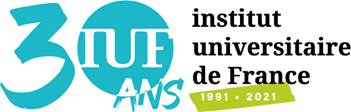 30 IUF ANS
institut
universitaire
de France
1991 • 2021